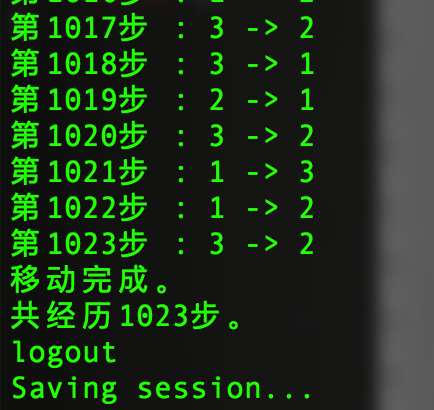 第1017步 : 3 -> 2
第1018步 : 3 -> 1
第1019步 : 2 -> 1
第1020步 : 3 -> 2
第1021步 : 1 -> 3
第1022步 : 1 -> 2
第1023步 : 3 -> 2
移动完成。
共经历1023步。
logout
Saving session...